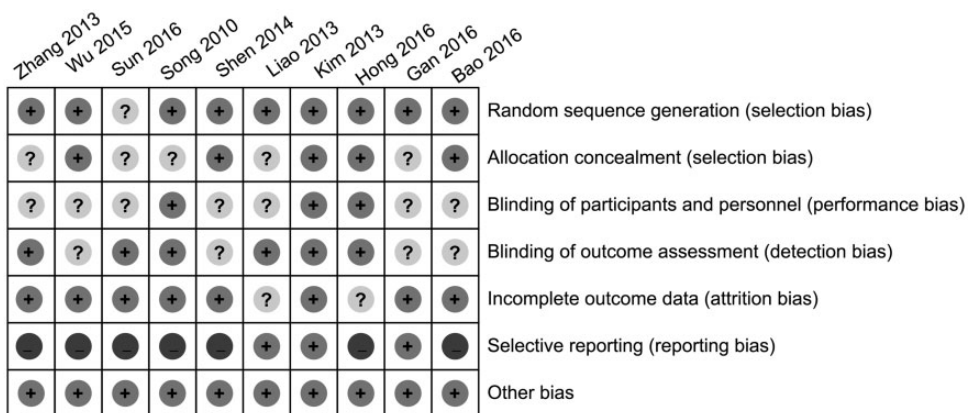 Zhang 2013 Wu 2015 Sun 2016 Song 2010 Shen 2014 Liao 2013 Kim 2013 Hong 2016 Gan 2016 Bao 2016
+ + ? + + + + + + + Random sequence generation (selection bias)
? + ? ? + ? + + ? + Allocation concealment (selection bias)
? ? ? + ? ? + + ? ? Blinding of participants and personnel (performance bias)
+ ? + + ? + + + ? ? Blinding of outcome assessment (detection bias)
+ + + + + ? + ? + + Incomplete outcome data (attrition bias)
– – – – – + + – + – Selective reporting (reporting bias)
+ + + + + + + + + + Other bias